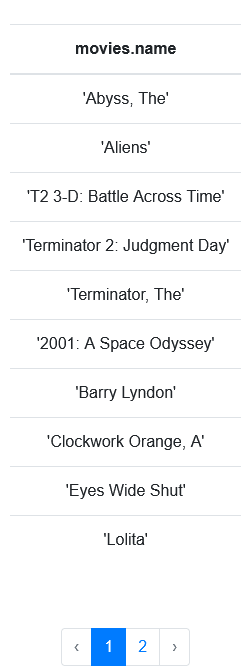 movies.name
'Abyss, The'
'Aliens'
'T2 3-D: Battle Across Time'
'Terminator 2: Judgment Day'
'Terminator, The'
'2001: A Space Odyssey'
'Barry Lyndon'
'Clockwork Orange, A'
'Eyes Wide Shut'
'Lolita'
‹ 1 2 ›